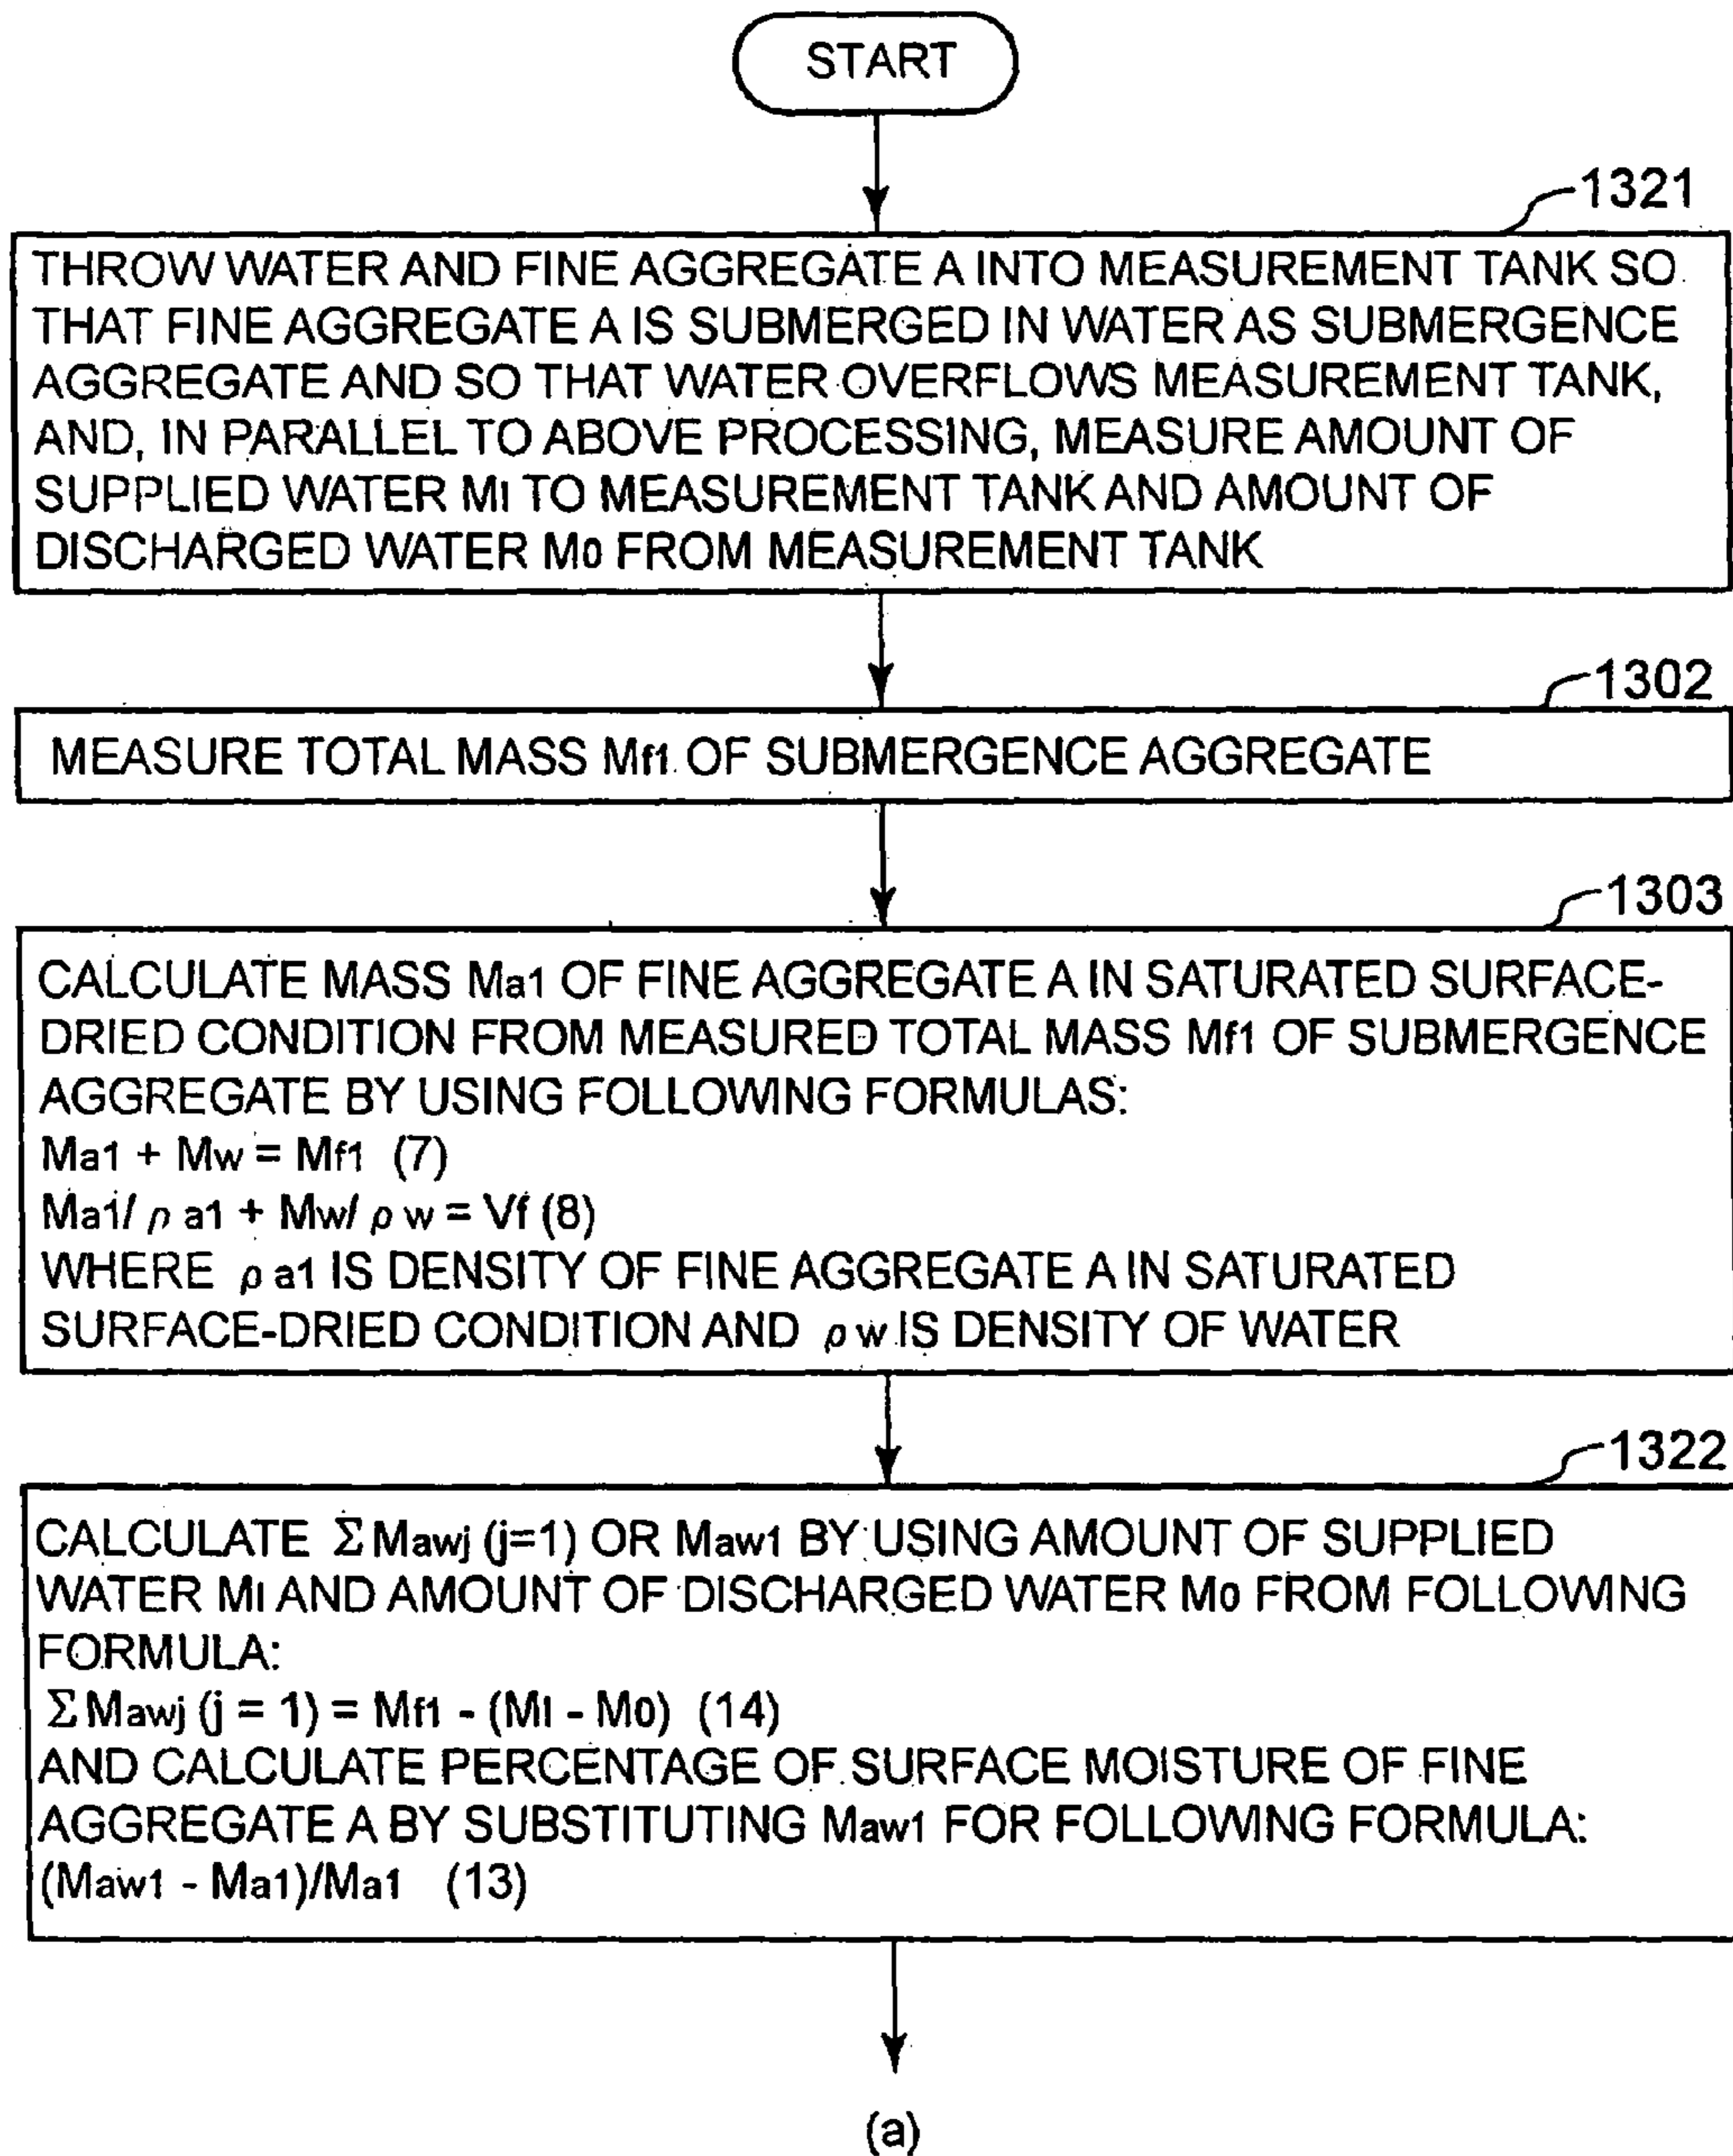 START
1321
THROW WATER AND FINE AGGREGATE A INTO MEASUREMENT TANK SO
THAT FINE AGGREGATE A IS SUBMERGED IN WATER AS SUBMERGENCE
AGGREGATE AND SO THAT WATER OVERFLOWS MEASUREMENT TANK,
AND, IN PARALLEL TO ABOVE PROCESSING, MEASURE AMOUNT OF
SUPPLIED WATER MI TO MEASUREMENT TANK AND AMOUNT OF
DISCHARGED WATER M0 FROM MEASUREMENT TANK
1302
MEASURE TOTAL MASS Mf1 OF SUBMERGENCE AGGREGATE
1303
CALCULATE MASS Ma1 OF FINE AGGREGATE A IN SATURATED SURFACE-
DRIED CONDITION FROM MEASURED TOTAL MASS Mf1 OF SUBMERGENCE
AGGREGATE BY USING FOLLOWING FORMULAS:
Ma1 + Mw = Mf1 (7)
Ma1/ ρ a1 + Mw/ ρ w = Vf (8)
WHERE ρ a1 IS DENSITY OF FINE AGGREGATE A IN SATURATED
SURFACE-DRIED CONDITION AND ρ w IS DENSITY OF WATER
1322
CALCULATE Σ Mawj (j=1) OR Maw1 BY USING AMOUNT OF SUPPLIED
WATER MI AND AMOUNT OF DISCHARGED WATER M0 FROM FOLLOWING
FORMULA:
Σ Mawj (j = 1) = Mf1 - (MI - M0) (14)
AND CALCULATE PERCENTAGE OF SURFACE MOISTURE OF FINE
AGGREGATE A BY SUBSTITUTING Maw1 FOR FOLLOWING FORMULA:
(Maw1 - Ma1)/Ma1 (13)
(a)